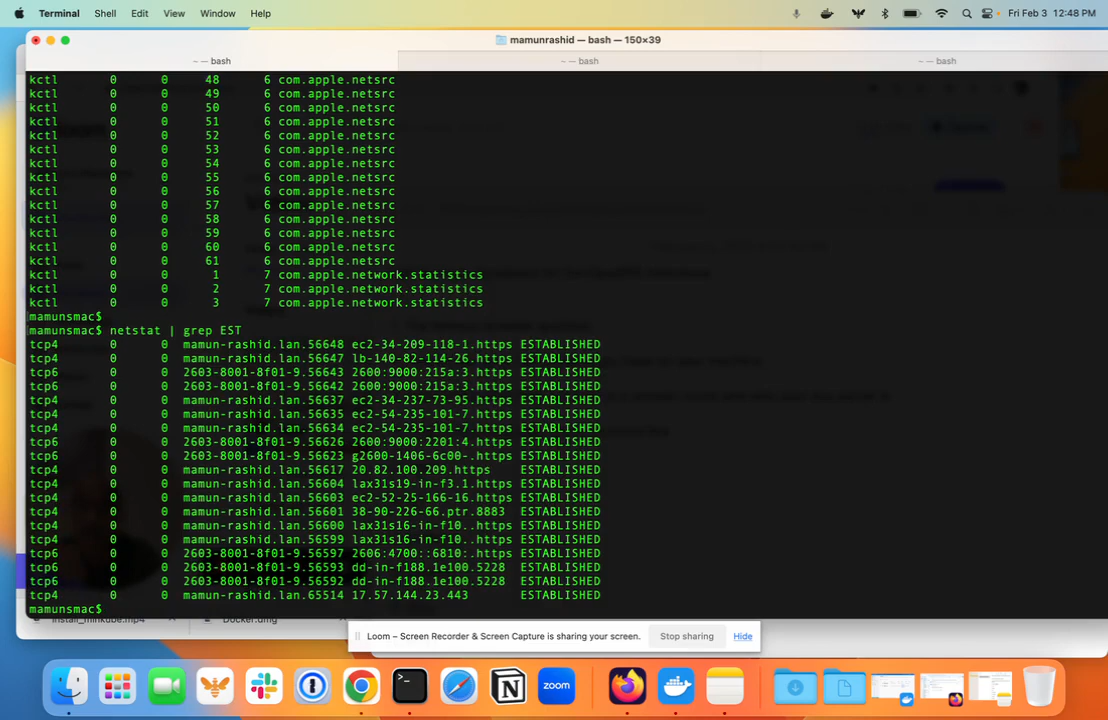 Terminal Shell Edit View Window Help Fri Feb 3 12:48 PM
mamunrashid — bash — 150×39
~ — bash ~ — bash ~ — bash
kctl 0 0 48 6 com.apple.netsrc
kctl 0 0 49 6 com.apple.netsrc
kctl 0 0 50 6 com.apple.netsrc
kctl 0 0 51 6 com.apple.netsrc
kctl 0 0 52 6 com.apple.netsrc
kctl 0 0 53 6 com.apple.netsrc
kctl 0 0 54 6 com.apple.netsrc
kctl 0 0 55 6 com.apple.netsrc
kctl 0 0 56 6 com.apple.netsrc
kctl 0 0 57 6 com.apple.netsrc
kctl 0 0 58 6 com.apple.netsrc
kctl 0 0 59 6 com.apple.netsrc
kctl 0 0 60 6 com.apple.netsrc
kctl 0 0 61 6 com.apple.netsrc
kctl 0 0 1 7 com.apple.network.statistics
kctl 0 0 2 7 com.apple.network.statistics
kctl 0 0 3 7 com.apple.network.statistics
mamunsmac$
mamunsmac$ netstat | grep EST
tcp4 0 0 mamun-rashid.lan.56648 ec2-34-209-118-1.https ESTABLISHED
tcp4 0 0 mamun-rashid.lan.56647 lb-140-82-114-26.https ESTABLISHED
tcp6 0 0 2603-8001-8f01-9.56643 2600:9000:215a:3.https ESTABLISHED
tcp6 0 0 2603-8001-8f01-9.56642 2600:9000:215a:3.https ESTABLISHED
tcp4 0 0 mamun-rashid.lan.56637 ec2-34-237-73-95.https ESTABLISHED
tcp4 0 0 mamun-rashid.lan.56635 ec2-54-235-101-7.https ESTABLISHED
tcp4 0 0 mamun-rashid.lan.56634 ec2-54-235-101-7.https ESTABLISHED
tcp6 0 0 2603-8001-8f01-9.56626 2600:9000:2201:4.https ESTABLISHED
tcp6 0 0 2603-8001-8f01-9.56623 g2600-1406-6c00-.https ESTABLISHED
tcp4 0 0 mamun-rashid.lan.56617 20.82.100.209.https ESTABLISHED
tcp4 0 0 mamun-rashid.lan.56604 lax31s19-in-f3.1.https ESTABLISHED
tcp4 0 0 mamun-rashid.lan.56603 ec2-52-25-166-16.https ESTABLISHED
tcp4 0 0 mamun-rashid.lan.56601 38-90-226-66.ptr.8883 ESTABLISHED
tcp4 0 0 mamun-rashid.lan.56600 lax31s16-in-f10..https ESTABLISHED
tcp4 0 0 mamun-rashid.lan.56599 lax31s16-in-f10..https ESTABLISHED
tcp6 0 0 2603-8001-8f01-9.56597 2606:4700::6810:.https ESTABLISHED
tcp6 0 0 2603-8001-8f01-9.56593 dd-in-f188.1e100.5228 ESTABLISHED
tcp6 0 0 2603-8001-8f01-9.56592 dd-in-f188.1e100.5228 ESTABLISHED
tcp4 0 0 mamun-rashid.lan.65514 17.57.144.23.443 ESTABLISHED
mamunsmac$
install_minikube.mp4 Docker.dmg
Loom – Screen Recorder & Screen Capture is sharing your screen. Stop sharing Hide
zoom